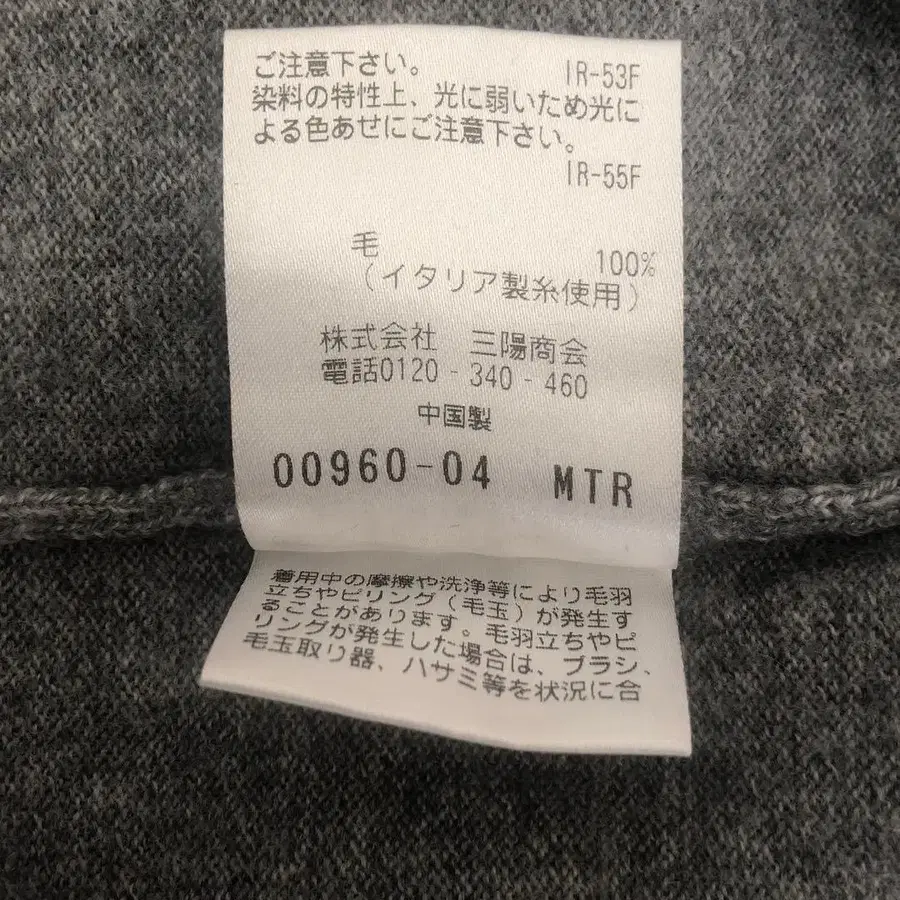 ご注意下さい。 IR-53F
染料の特性上、光に弱いため光に
よる色あせにご注意下さい。
IR-55F
毛 100%
（イタリア製糸使用）
株式会社 三陽商会
電話0120-340-460
中国製
00960-04 MTR
着用中の摩擦や洗浄等により毛羽
立ちやピリング（毛玉）が発生す
ることがあります。毛羽立ちやピ
リングが発生した場合は、ブラシ、
毛玉取り器、ハサミ等を状況に合